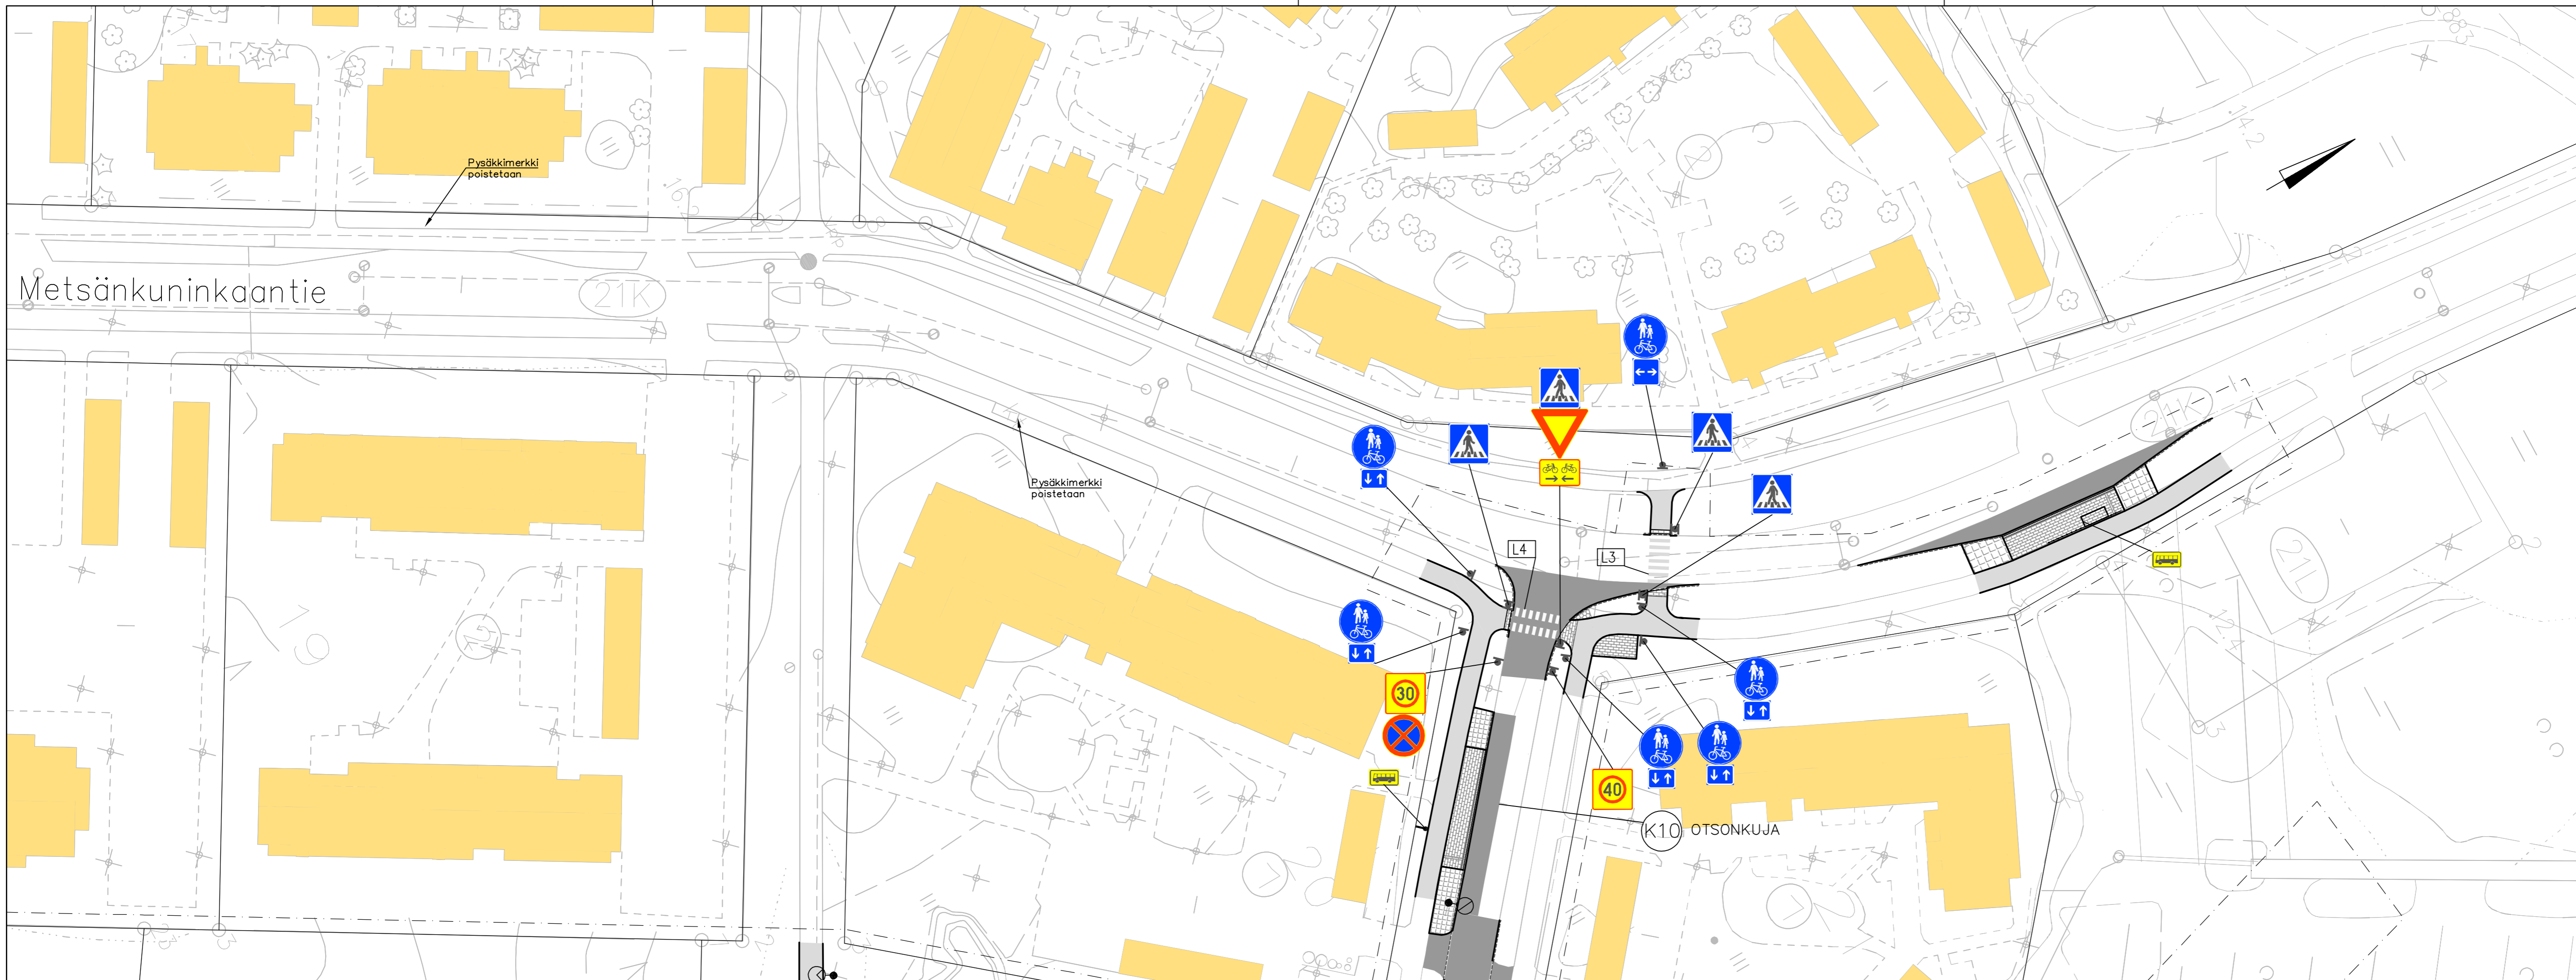 Pysäkkimerkki
poistetaan
Metsänkuninkaantie
21K
Pysäkkimerkki
poistetaan
21K
L4
L3
21L
30
40
K10 OTSONKUJA